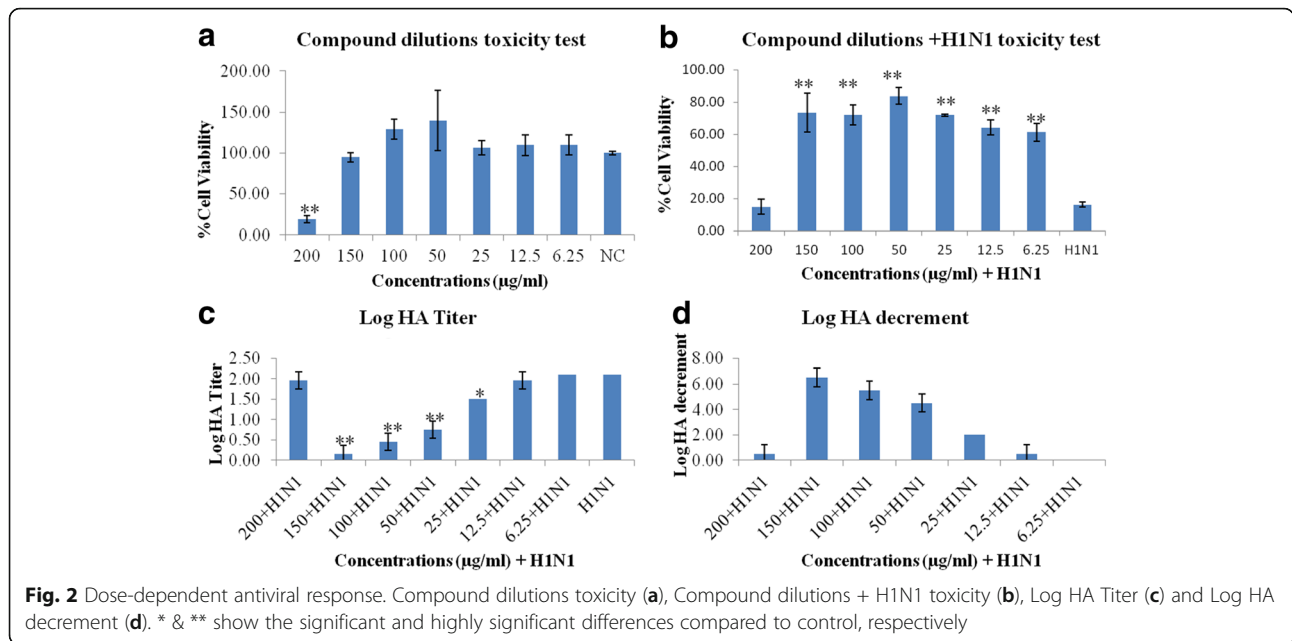 a
Compound dilutions toxicity test
200.00
150.00
100.00
50.00
0.00
%Cell Viability
**
200 150 100 50 25 12.5 6.25 NC
Concentrations (µg/ml)
b
Compound dilutions +H1N1 toxicity test
100.00
80.00
60.00
40.00
20.00
0.00
%Cell Viability
** ** ** ** ** **
200 150 100 50 25 12.5 6.25 H1N1
Concentrations (µg/ml) + H1N1
c
Log HA Titer
2.50
2.00
1.50
1.00
0.50
0.00
Log HA Titer
** ** ** *
200+H1N1 150+H1N1 100+H1N1 50+H1N1 25+H1N1 12.5+H1N1 6.25+H1N1 H1N1
Concentrations (µg/ml) + H1N1
d
Log HA decrement
8.00
6.00
4.00
2.00
0.00
Log HA decrement
200+H1N1 150+H1N1 100+H1N1 50+H1N1 25+H1N1 12.5+H1N1 6.25+H1N1
Concentrations (µg/ml) + H1N1
Fig. 2 Dose-dependent antiviral response. Compound dilutions toxicity (a), Compound dilutions + H1N1 toxicity (b), Log HA Titer (c) and Log HA
decrement (d). * & ** show the significant and highly significant differences compared to control, respectively